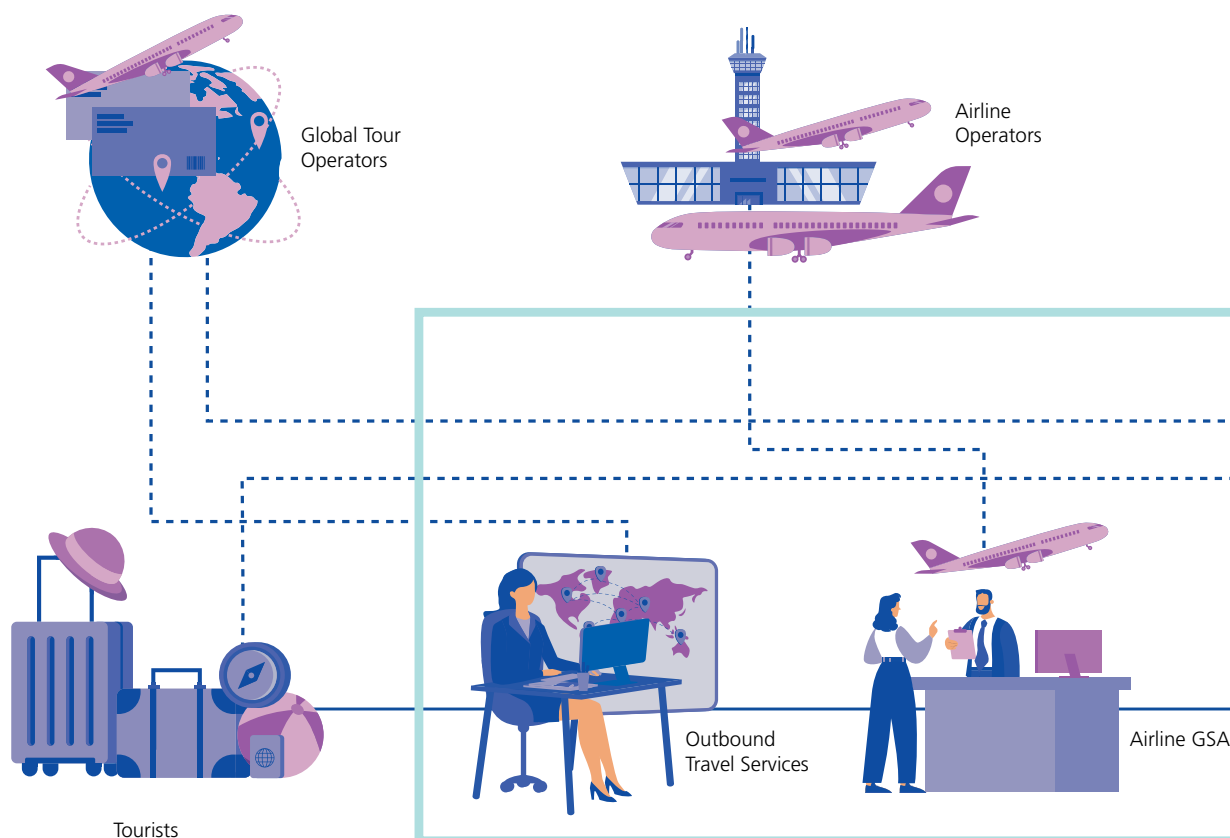 Global Tour
Operators
Airline
Operators
Outbound
Travel Services
Airline GSA
Tourists